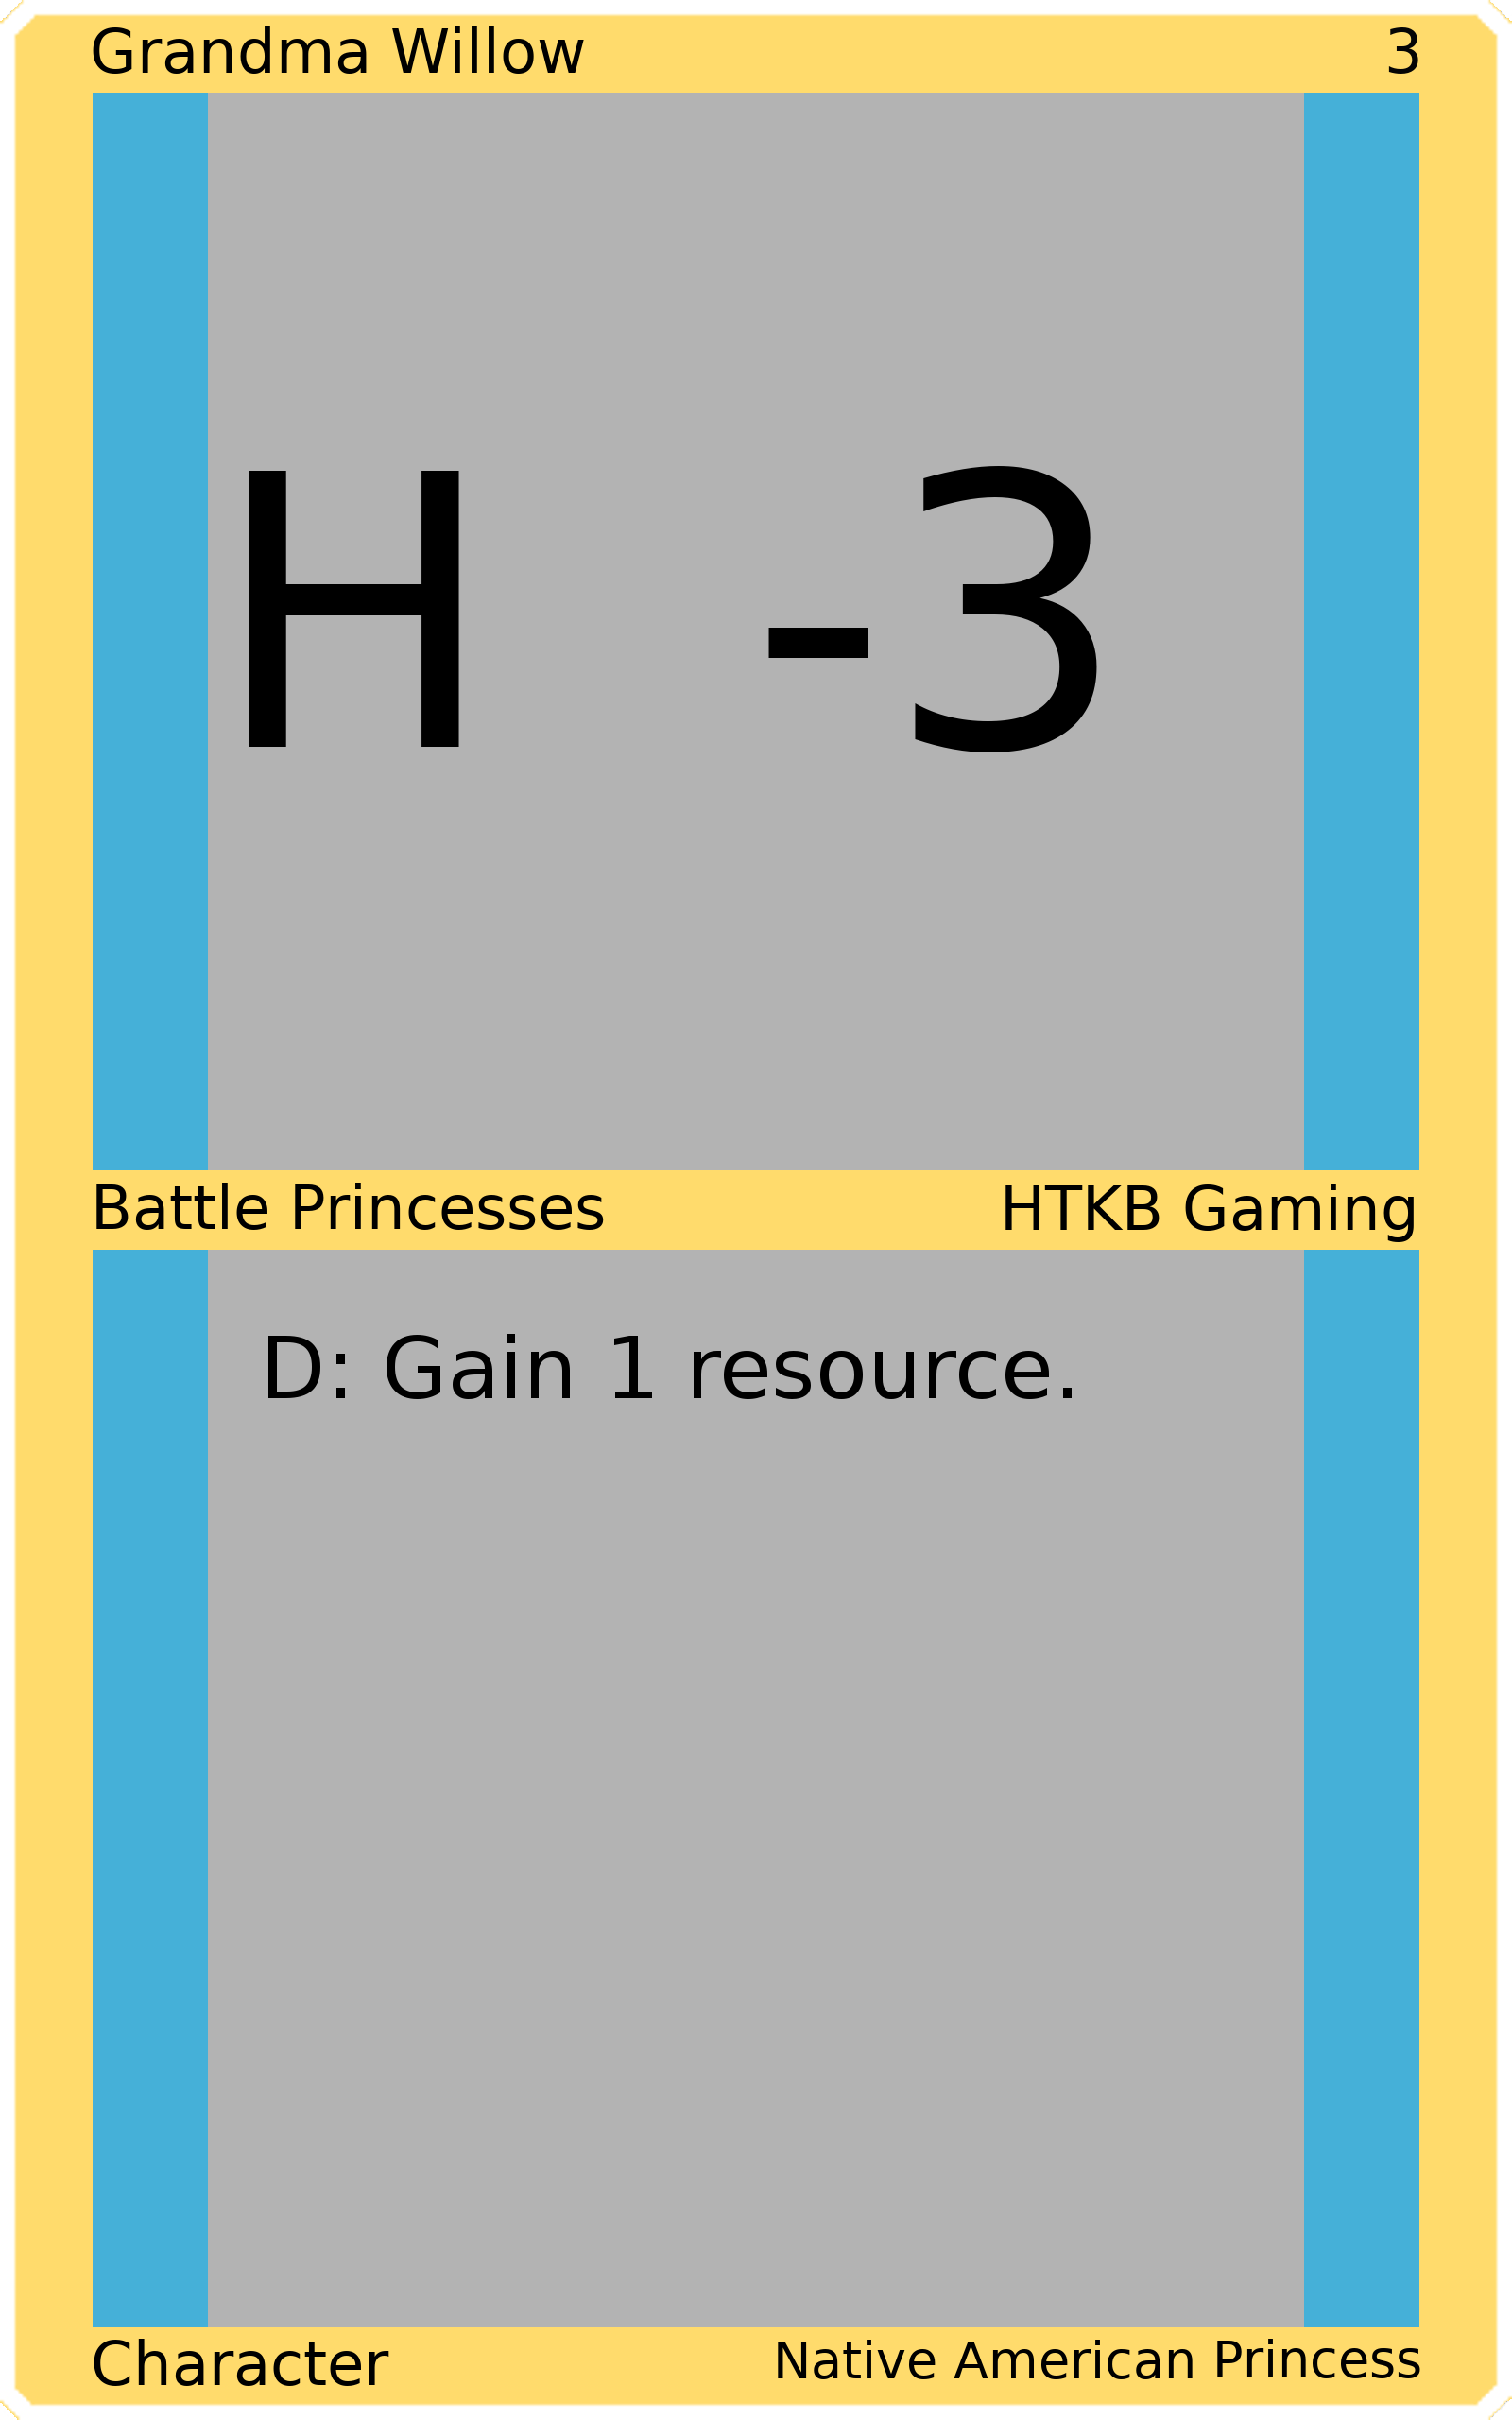 Grandma Willow 3
H -3
Battle Princesses HTKB Gaming
D: Gain 1 resource.
Character Native American Princess